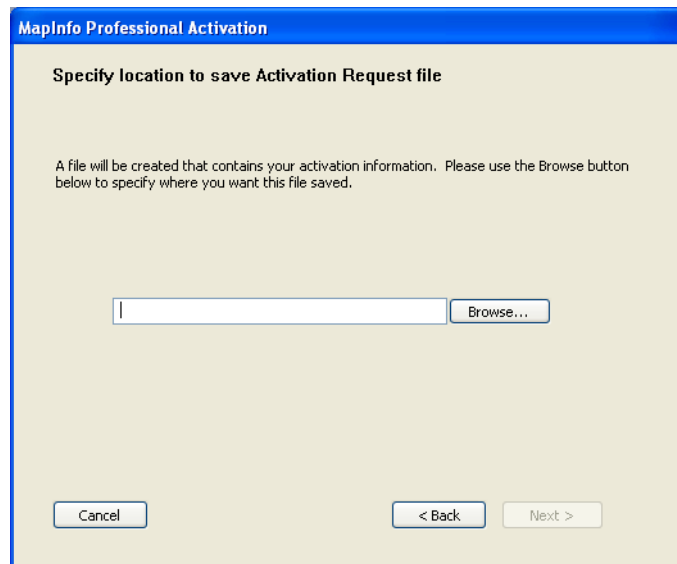 MapInfo Professional Activation
Specify location to save Activation Request file
A file will be created that contains your activation information. Please use the Browse button
below to specify where you want this file saved.
Browse...
Cancel
< Back
Next >